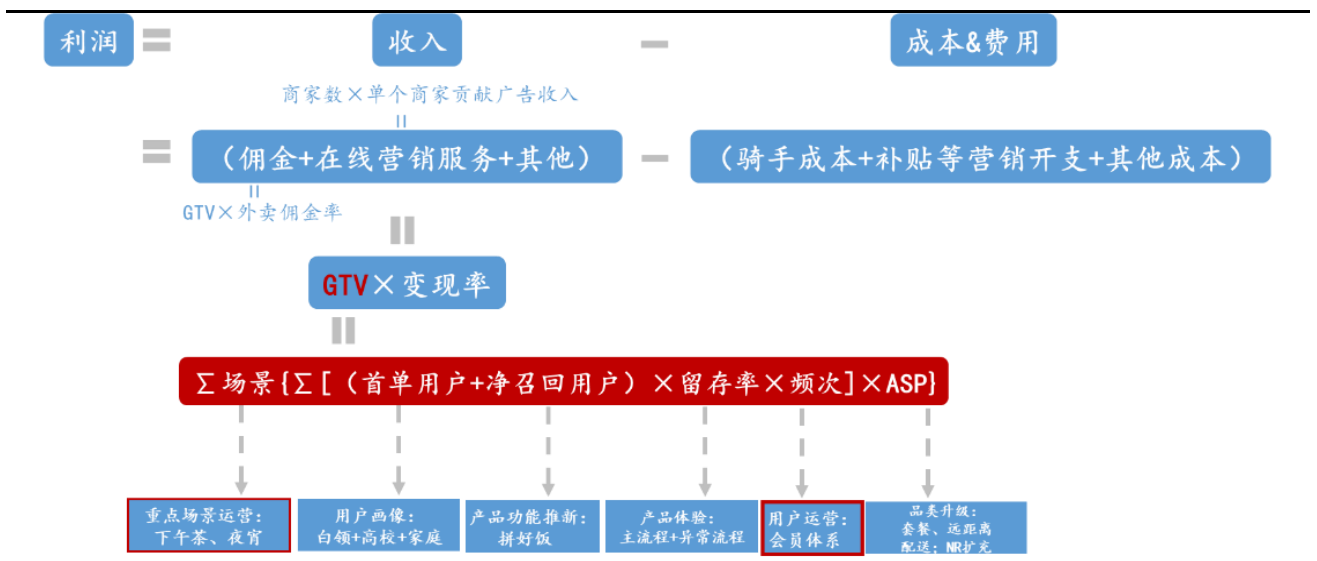 利润 = 收入 − 成本&费用
商家数×单个商家贡献广告收入
=
= （佣金+在线营销服务+其他） − （骑手成本+补贴等营销开支+其他成本）
=
GTV×外卖佣金率
=
GTV×变现率
=
∑场景{∑[（首单用户+净召回用户）×留存率×频次]×ASP}
重点场景运营：
下午茶、夜宵
用户画像：
白领+高校+家庭
产品功能推新：
拼好饭
产品体验：
主流程+异常流程
用户运营：
会员体系
品类升级：
套餐、远距离
配送；NR扩充